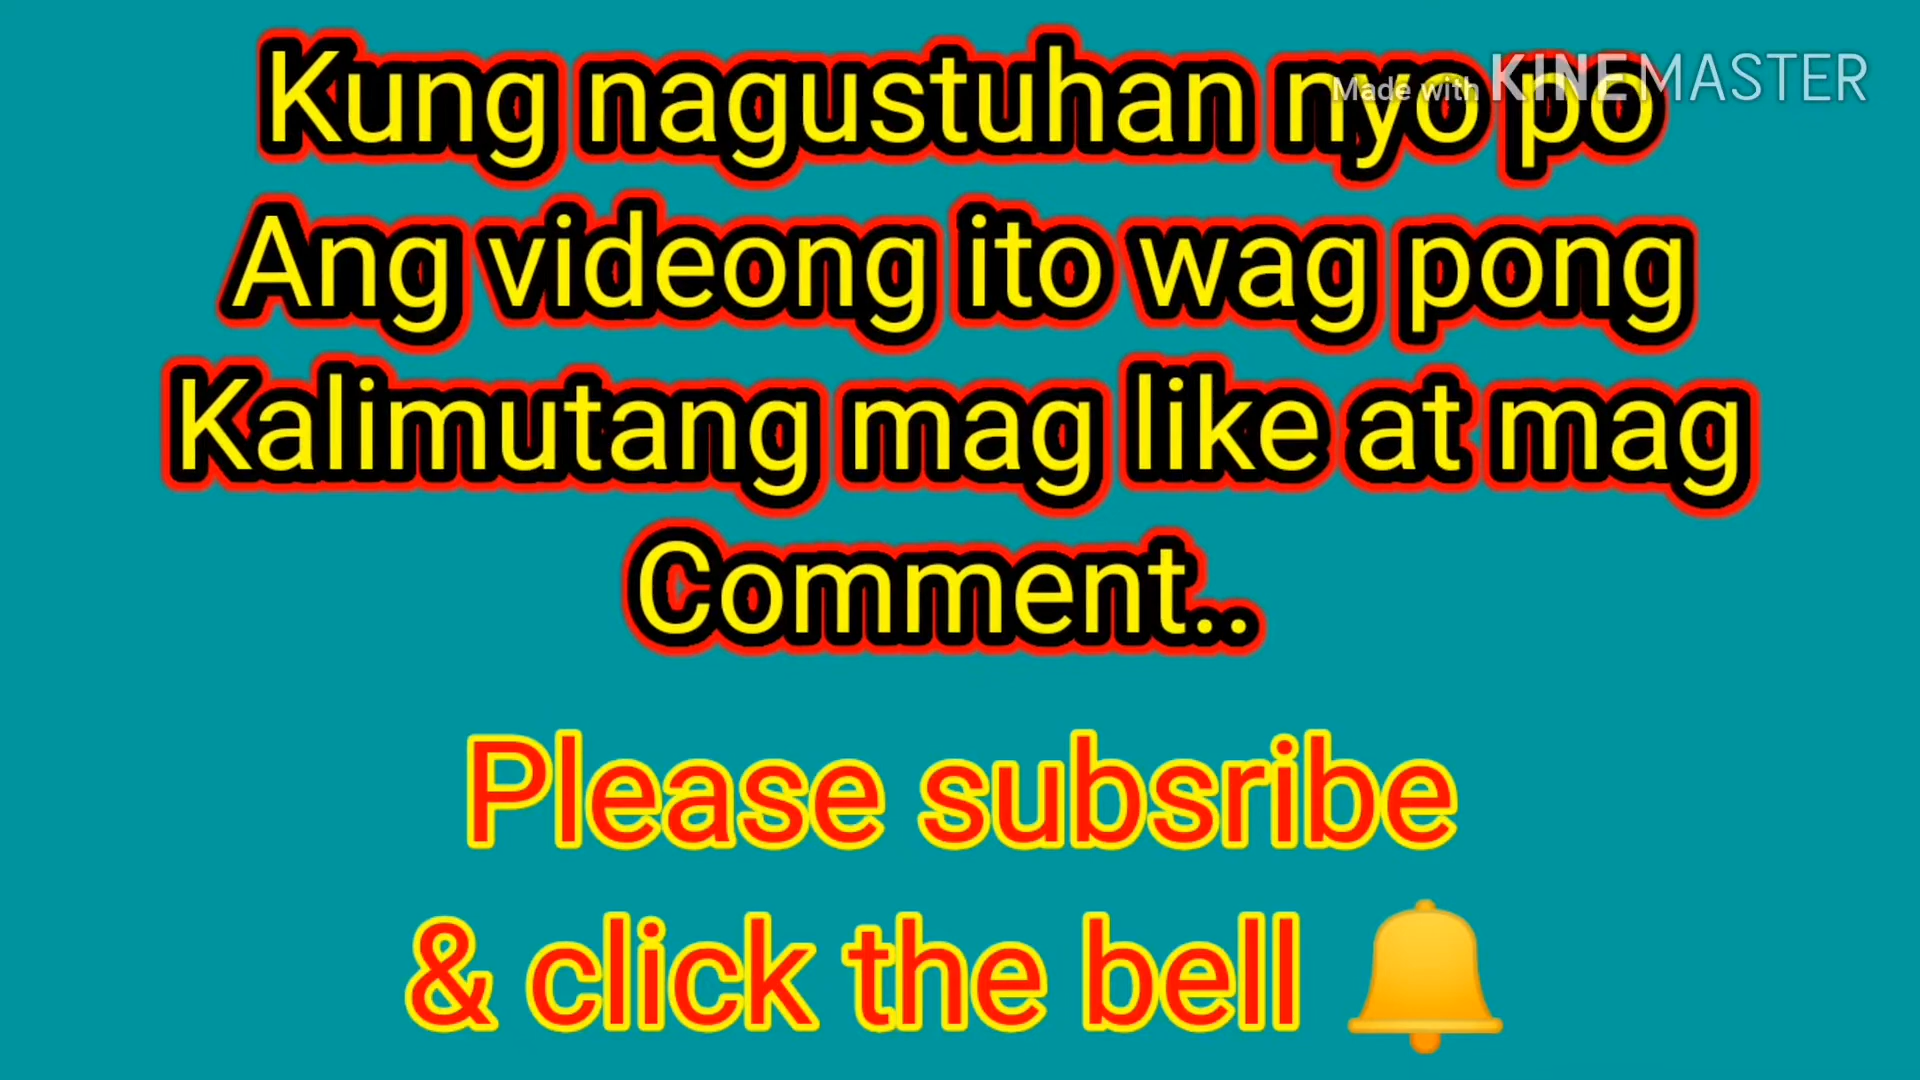 Made with KINEMASTER
Kung nagustuhan nyo po
Ang videong ito wag pong
Kalimutang mag like at mag
Comment..
Please subsribe
& click the bell 🔔